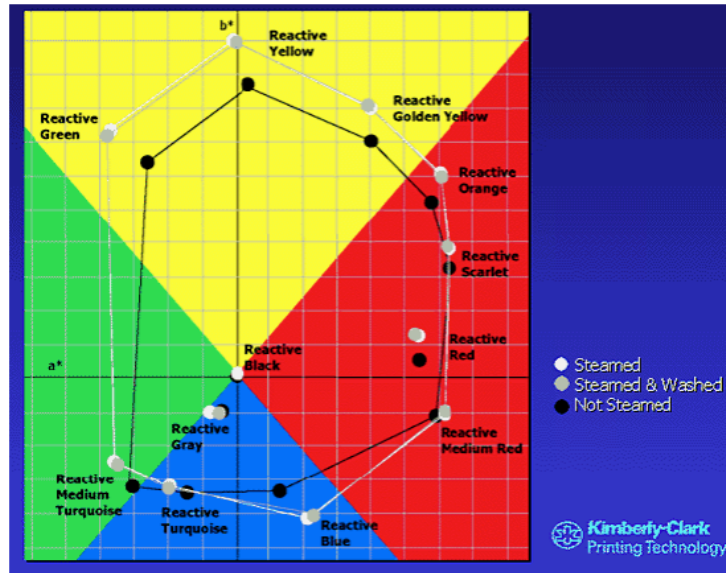 b*
Reactive
Yellow
Reactive
Golden Yellow
Reactive
Green
Reactive
Orange
Reactive
Scarlet
Reactive
Red
Reactive
Black
a*
Reactive
Gray
Reactive
Medium Red
Reactive
Medium
Turquoise
Reactive
Turquoise
Reactive
Blue
Steamed
Steamed & Washed
Not Steamed
Kimberly-Clark
Printing Technology